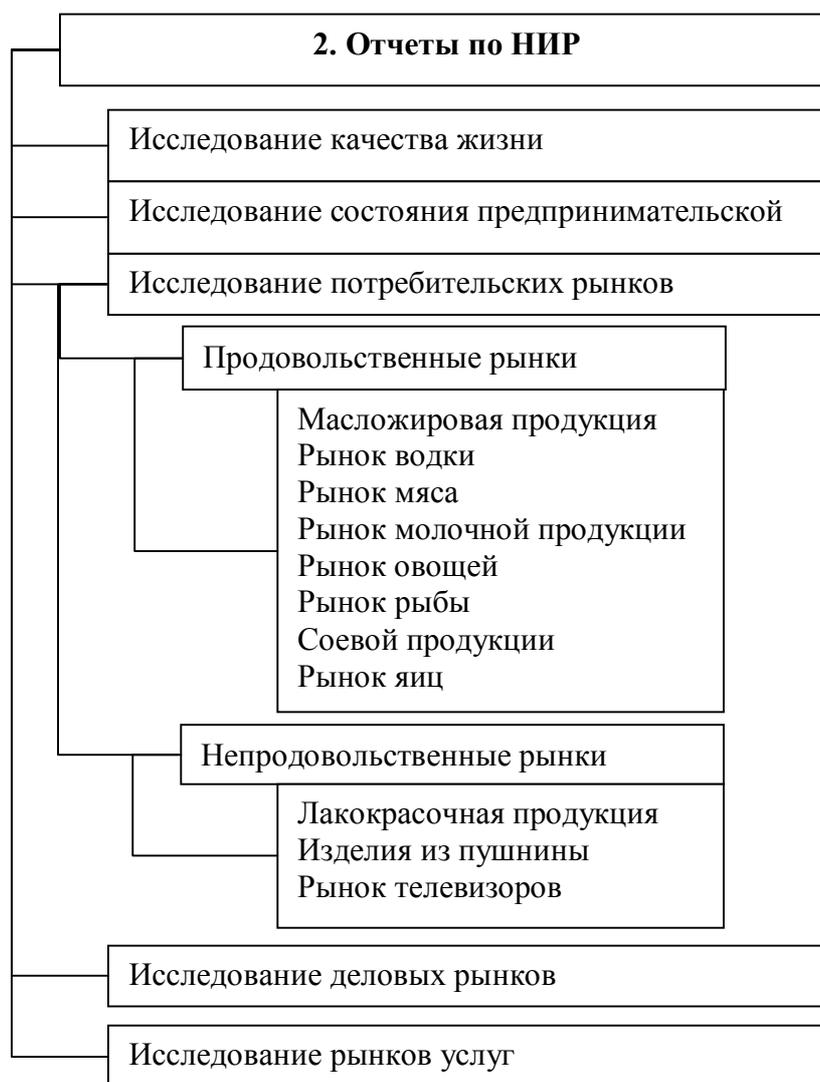 2. Отчеты по НИР
Исследование качества жизни
Исследование состояния предпринимательской
Исследование потребительских рынков
Продовольственные рынки
Масложировая продукция
Рынок водки
Рынок мяса
Рынок молочной продукции
Рынок овощей
Рынок рыбы
Соевой продукции
Рынок яиц
Непродовольственные рынки
Лакокрасочная продукция
Изделия из пушнины
Рынок телевизоров
Исследование деловых рынков
Исследование рынков услуг